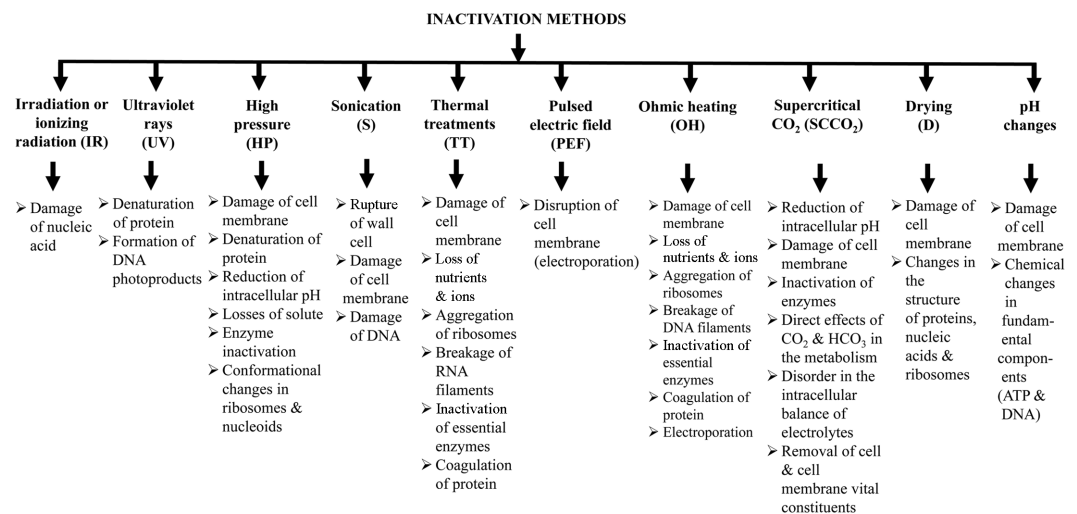 INACTIVATION METHODS
Irradiation or
ionizing
radiation (IR)
➢ Damage
of nucleic
acid
Ultraviolet
rays
(UV)
➢ Denaturation
of protein
➢ Formation of
DNA
photoproducts
High
pressure
(HP)
➢ Damage of cell
membrane
➢ Denaturation of
protein
➢ Reduction of
intracellular pH
➢ Losses of solute
➢ Enzyme
inactivation
➢ Conformational
changes in
ribosomes &
nucleoids
Sonication
(S)
➢ Rupture
of wall
cell
➢ Damage
of cell
membrane
➢ Damage
of DNA
Thermal
treatments
(TT)
➢ Damage of
cell
membrane
➢ Loss of
nutrients
& ions
➢ Aggregation
of ribosomes
➢ Breakage of
RNA
filaments
➢ Inactivation
of essential
enzymes
➢ Coagulation
of protein
Pulsed
electric field
(PEF)
➢ Disruption of
cell
membrane
(electroporation)
Ohmic heating
(OH)
➢ Damage of cell
membrane
➢ Loss of
nutrients & ions
➢ Aggregation of
ribosomes
➢ Breakage of
DNA filaments
➢ Inactivation of
essential
enzymes
➢ Coagulation of
protein
➢ Electroporation
Supercritical
CO₂ (SCCO₂)
➢ Reduction of
intracellular pH
➢ Damage of cell
membrane
➢ Inactivation of
enzymes
➢ Direct effects of
CO₂ & HCO₃ in
the metabolism
➢ Disorder in the
intracellular
balance of
electrolytes
➢ Removal of cell
& cell
membrane vital
constituents
Drying
(D)
➢ Damage of
cell
membrane
➢ Changes in
the
structure
of proteins,
nucleic
acids &
ribosomes
pH
changes
➢ Damage
of cell
membrane
➢ Chemical
changes
in
fundam-
ental
compon-
ents
(ATP &
DNA)